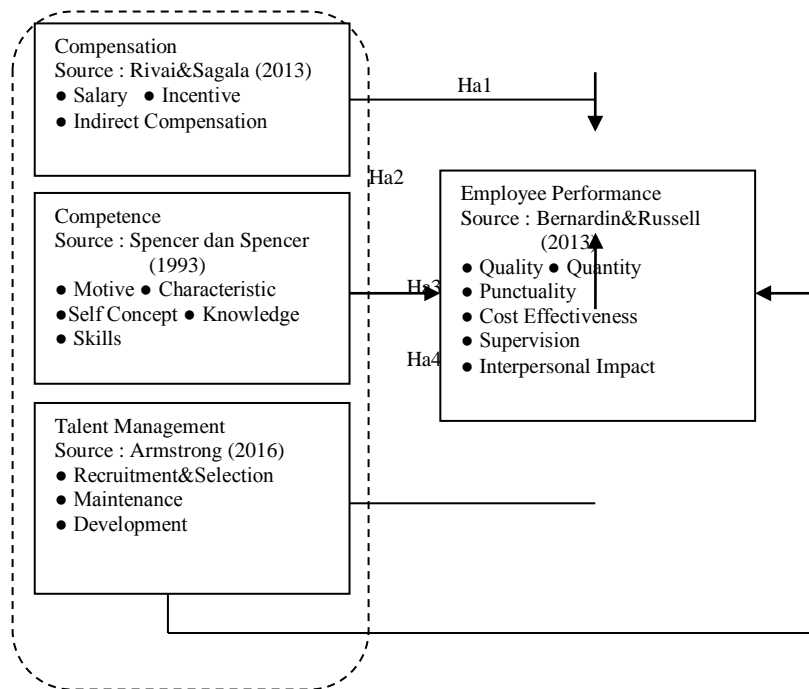 Compensation
Source : Rivai&Sagala (2013)
● Salary ● Incentive
● Indirect Compensation
Ha1
Ha2
Competence
Source : Spencer dan Spencer
(1993)
● Motive ● Characteristic
●Self Concept ● Knowledge
● Skills
Ha3
Ha4
Employee Performance
Source : Bernardin&Russell
(2013)
● Quality ● Quantity
● Punctuality
● Cost Effectiveness
● Supervision
● Interpersonal Impact
Talent Management
Source : Armstrong (2016)
● Recruitment&Selection
● Maintenance
● Development